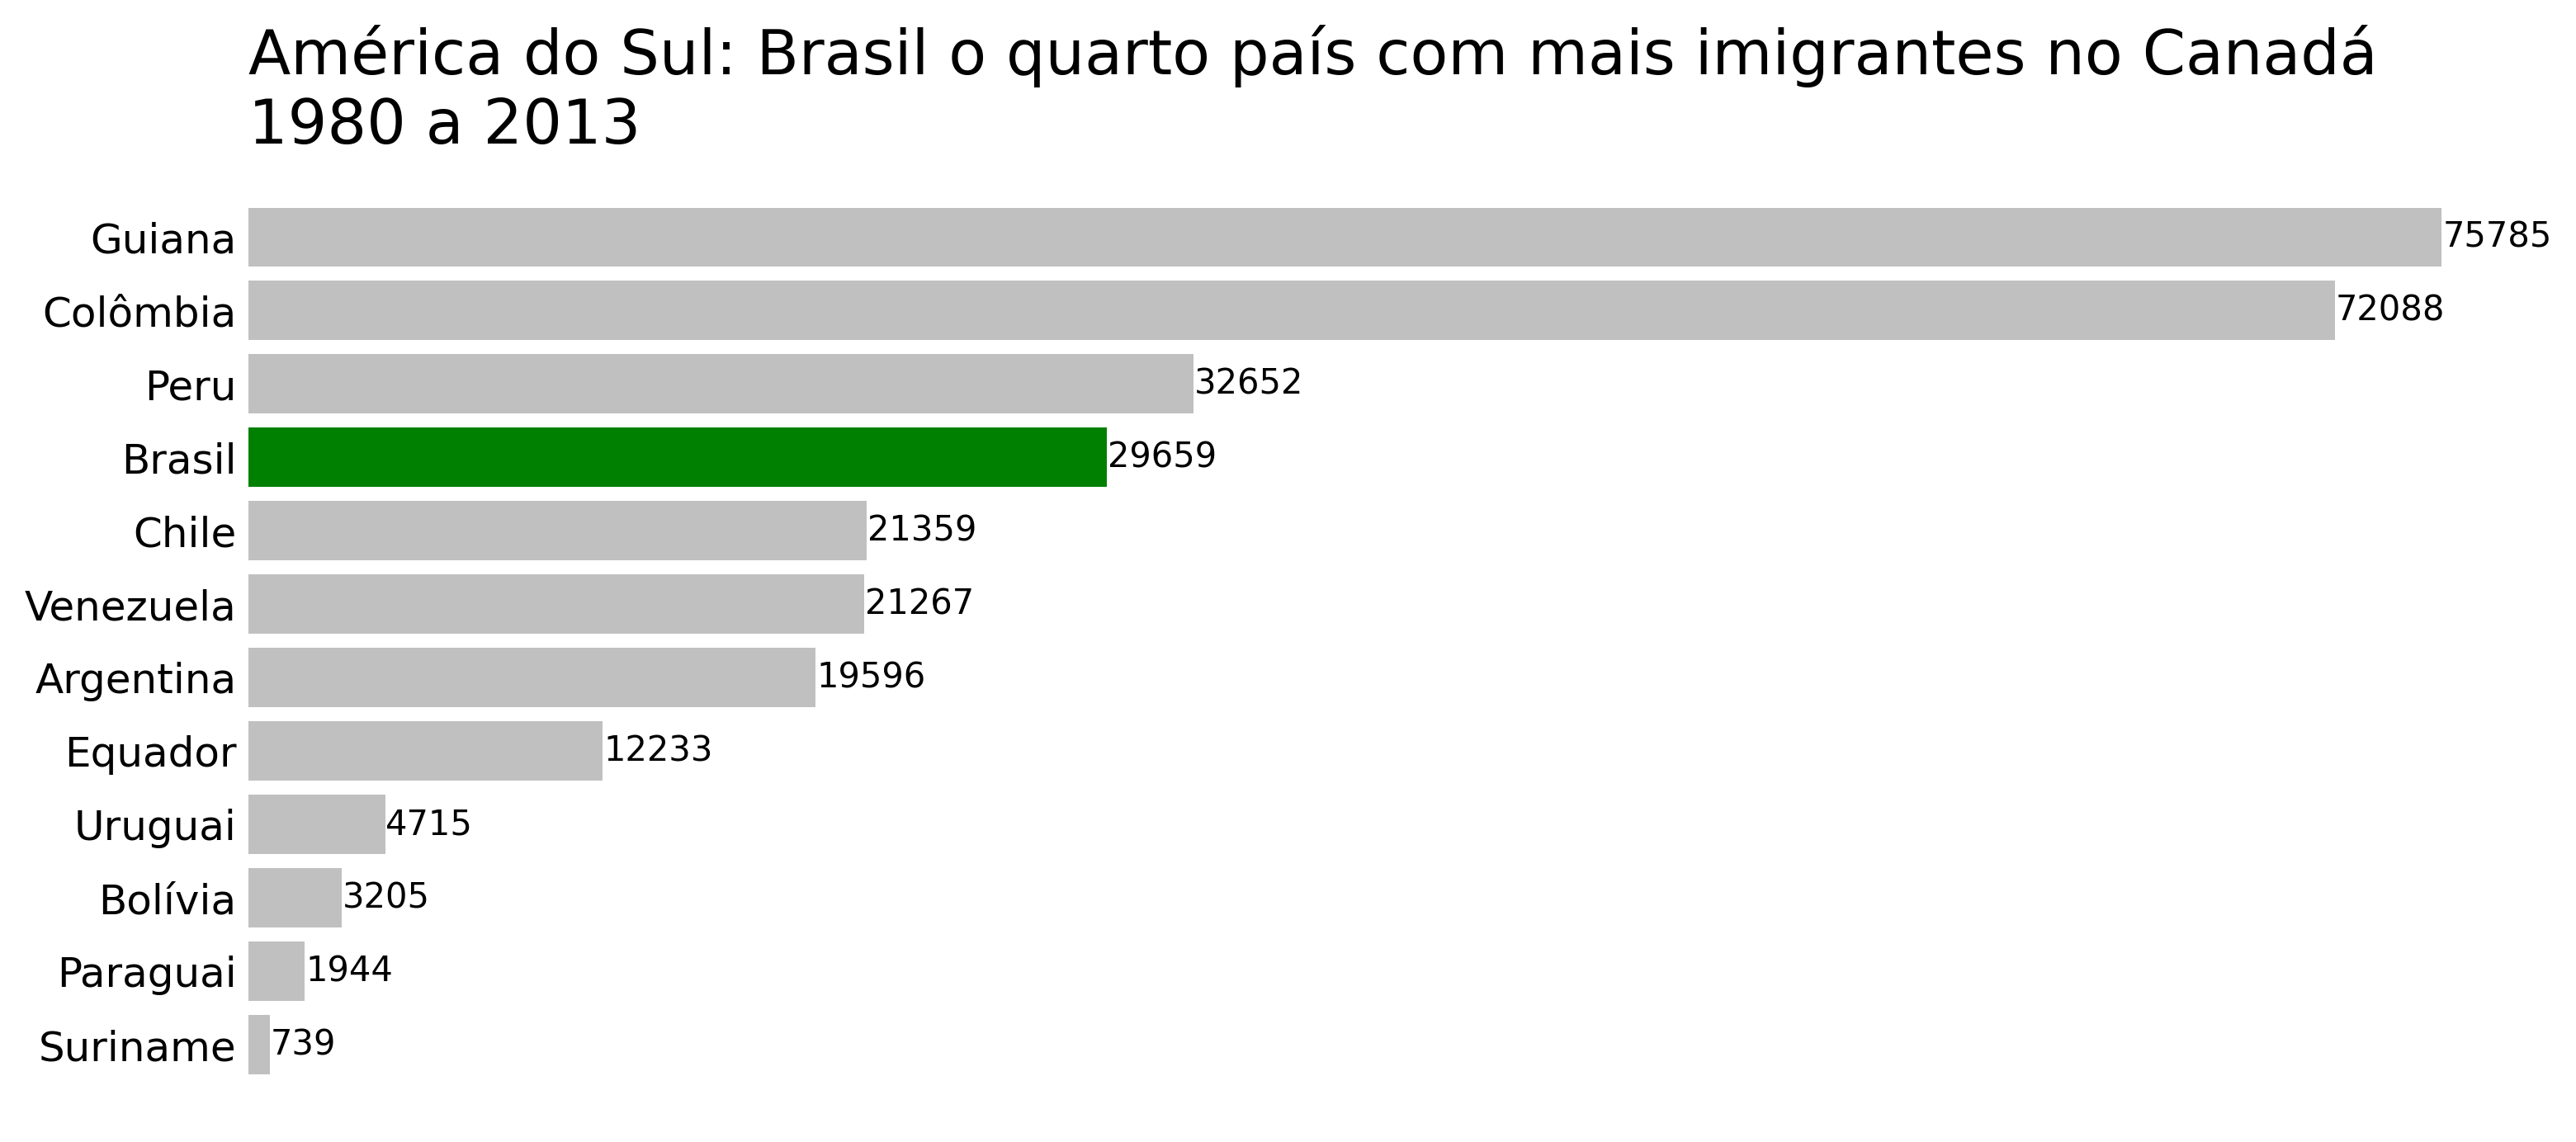 América do Sul: Brasil o quarto país com mais imigrantes no Canadá
1980 a 2013
Guiana 75785
Colômbia 72088
Peru 32652
Brasil 29659
Chile 21359
Venezuela 21267
Argentina 19596
Equador 12233
Uruguai 4715
Bolívia 3205
Paraguai 1944
Suriname 739